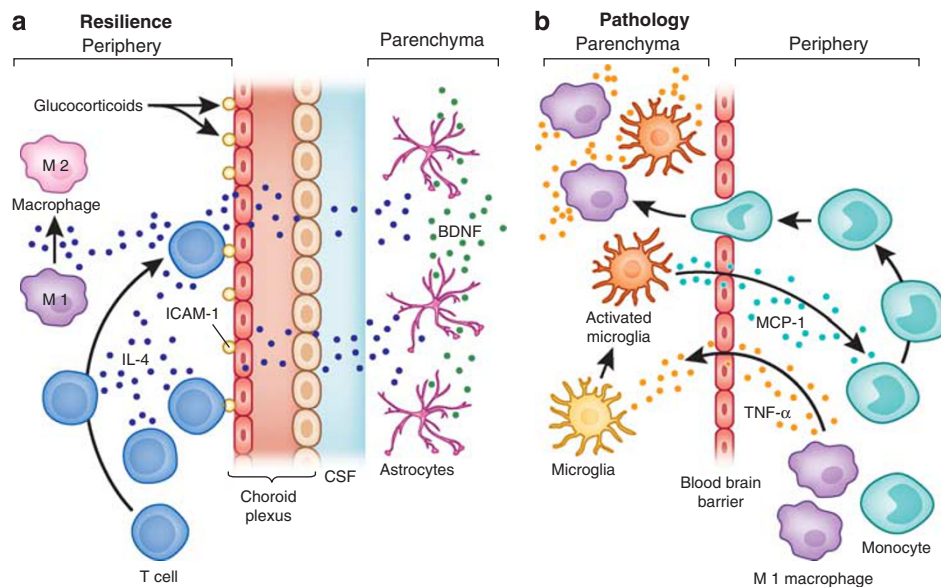 a
Resilience
Periphery
Parenchyma
Glucocorticoids
M 2
Macrophage
M 1
BDNF
ICAM-1
IL-4
Astrocytes
CSF
Choroid
plexus
T cell
b
Pathology
Parenchyma
Periphery
Activated
microglia
MCP-1
TNF-α
Microglia
Blood brain
barrier
Monocyte
M 1 macrophage